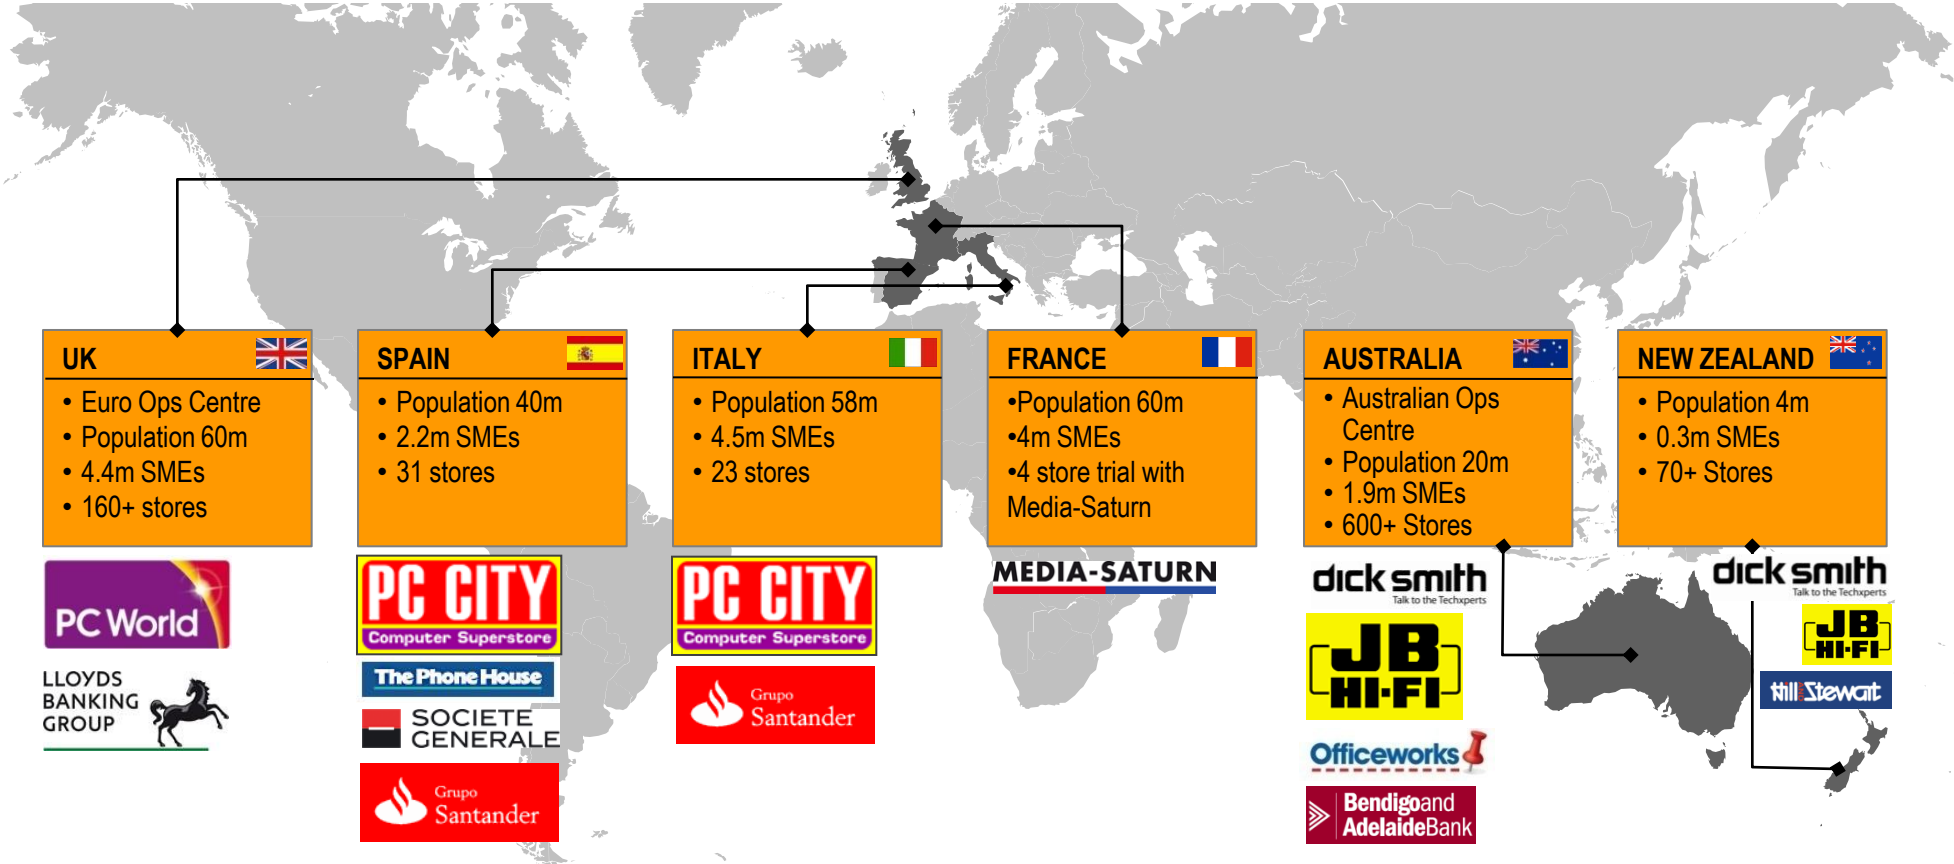 UK
• Euro Ops Centre
• Population 60m
• 4.4m SMEs
• 160+ stores
PC World
LLOYDS
BANKING
GROUP
SPAIN
• Population 40m
• 2.2m SMEs
• 31 stores
PC CITY
Computer Superstore
The Phone House
SOCIETE
GENERALE
Grupo
Santander
ITALY
• Population 58m
• 4.5m SMEs
• 23 stores
PC CITY
Computer Superstore
Grupo
Santander
FRANCE
•Population 60m
•4m SMEs
•4 store trial with
Media-Saturn
MEDIA-SATURN
AUSTRALIA
• Australian Ops
Centre
• Population 20m
• 1.9m SMEs
• 600+ Stores
dick smith
Talk to the Techxperts
JB
HI-FI
Officeworks
Bendigo and
Adelaide Bank
NEW ZEALAND
• Population 4m
• 0.3m SMEs
• 70+ Stores
dick smith
Talk to the Techxperts
JB
HI-FI
Hill and Stewart